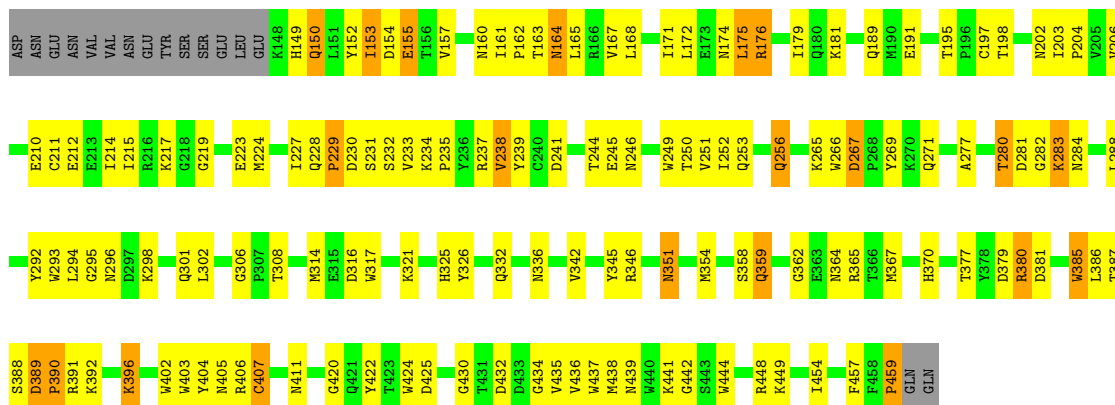 ASP ASN GLU ASN VAL VAL ASN GLU TYR SER SER GLU LEU GLU K148 H149 Q150 L151 Y152 I153 D154 E155 T156 V157 N160 I161 P162 T163 N164 L165 R166 V167 L168 I171 L172 E173 N174 L175 R176 I179 Q180 K181 Q189 M190 E191 T195 P196 C197 T198 N202 I203 P204 V205
E210 C211 E212 E213 I214 I215 R216 K217 G218 G219 E223 M224 I227 Q228 P229 D230 S231 S232 V233 K234 P235 Y236 R237 V238 Y239 C240 D241 T244 E245 N246 W249 T250 V251 I252 Q253 Q256 K265 W266 D267 P268 Y269 K270 Q271 A277 T280 D281 G282 K283 N284
Y292 W293 L294 G295 N296 D297 K298 Q301 L302 G306 P307 T308 M314 E315 D316 W317 K321 H325 Y326 Q332 N336 V342 Y345 R346 N351 M354 S358 Q359 G362 E363 N364 R365 T366 M367 H370 T377 Y378 D379 R380 D381 W385 L386 T387
S388 D389 P390 R391 K392 K396 W402 W403 Y404 N405 R406 C407 N411 G420 Q421 Y422 T423 W424 D425 G430 T431 D432 D433 G434 V435 V436 W437 M438 N439 W440 K441 G442 S443 W444 R448 K449 I454 F457 F458 P459 GLN GLN